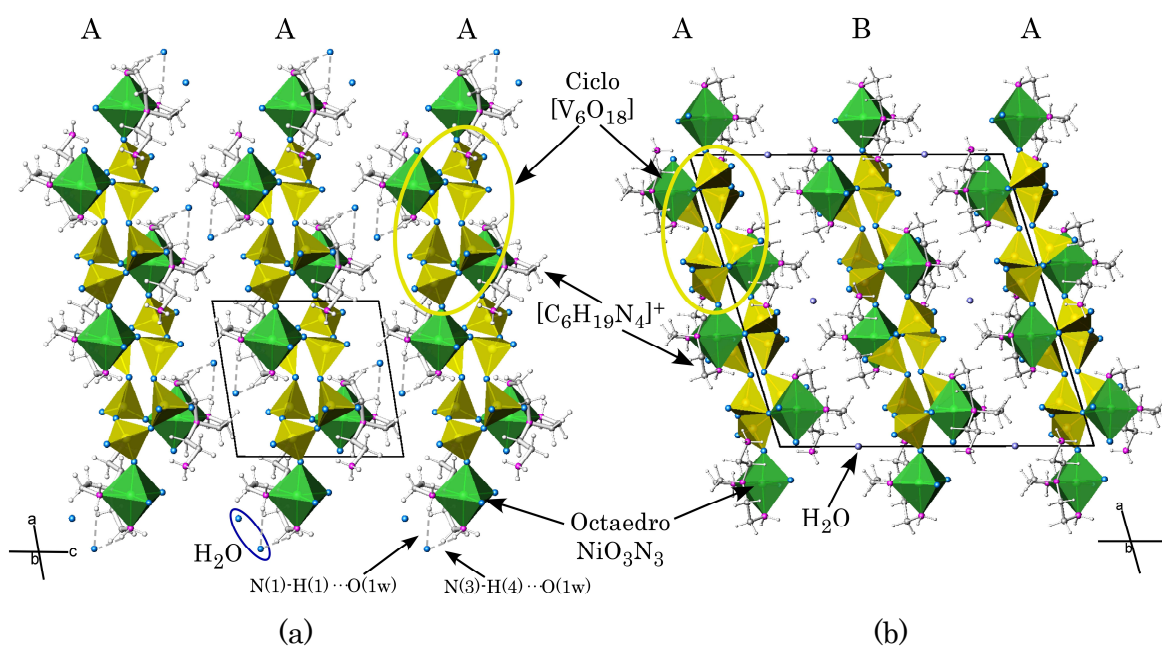 A A A A B A
Ciclo
[V₆O₁₈]
[C₆H₁₉N₄]⁺
H₂O
Octaedro
NiO₃N₃
H₂O
N(1)-H(1)···O(1w)
N(3)-H(4)···O(1w)
a
b c
a
b
(a) (b)